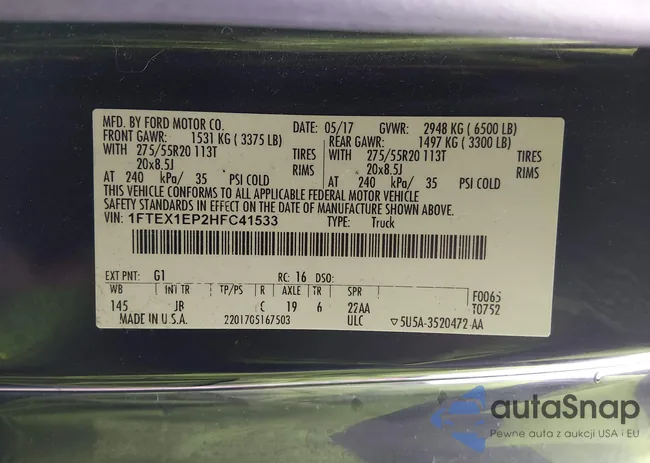 MFD. BY FORD MOTOR CO. DATE: 05/17 GVWR: 2948 KG ( 6500 LB)
FRONT GAWR: 1531 KG ( 3375 LB) REAR GAWR: 1497 KG ( 3300 LB)
WITH 275/55R20 113T TIRES WITH 275/55R20 113T TIRES
20x8.5J RIMS 20x8.5J RIMS
AT 240 kPa/ 35 PSI COLD AT 240 kPa/ 35 PSI COLD
THIS VEHICLE CONFORMS TO ALL APPLICABLE FEDERAL MOTOR VEHICLE
SAFETY STANDARDS IN EFFECT ON THE DATE OF MANUFACTURE SHOWN ABOVE.
VIN: 1FTEX1EP2HFC41533 TYPE: Truck
EXT PNT: G1 RC: 16 DSO:
WB INT TR TP/PS R AXLE TR SPR F0065
145 JB C 19 6 22AA T0752
MADE IN U.S.A. 2201705167503 ULC ▽5U5A-3520472-AA
autaSnap
Pewne auta z aukcji USA i EU